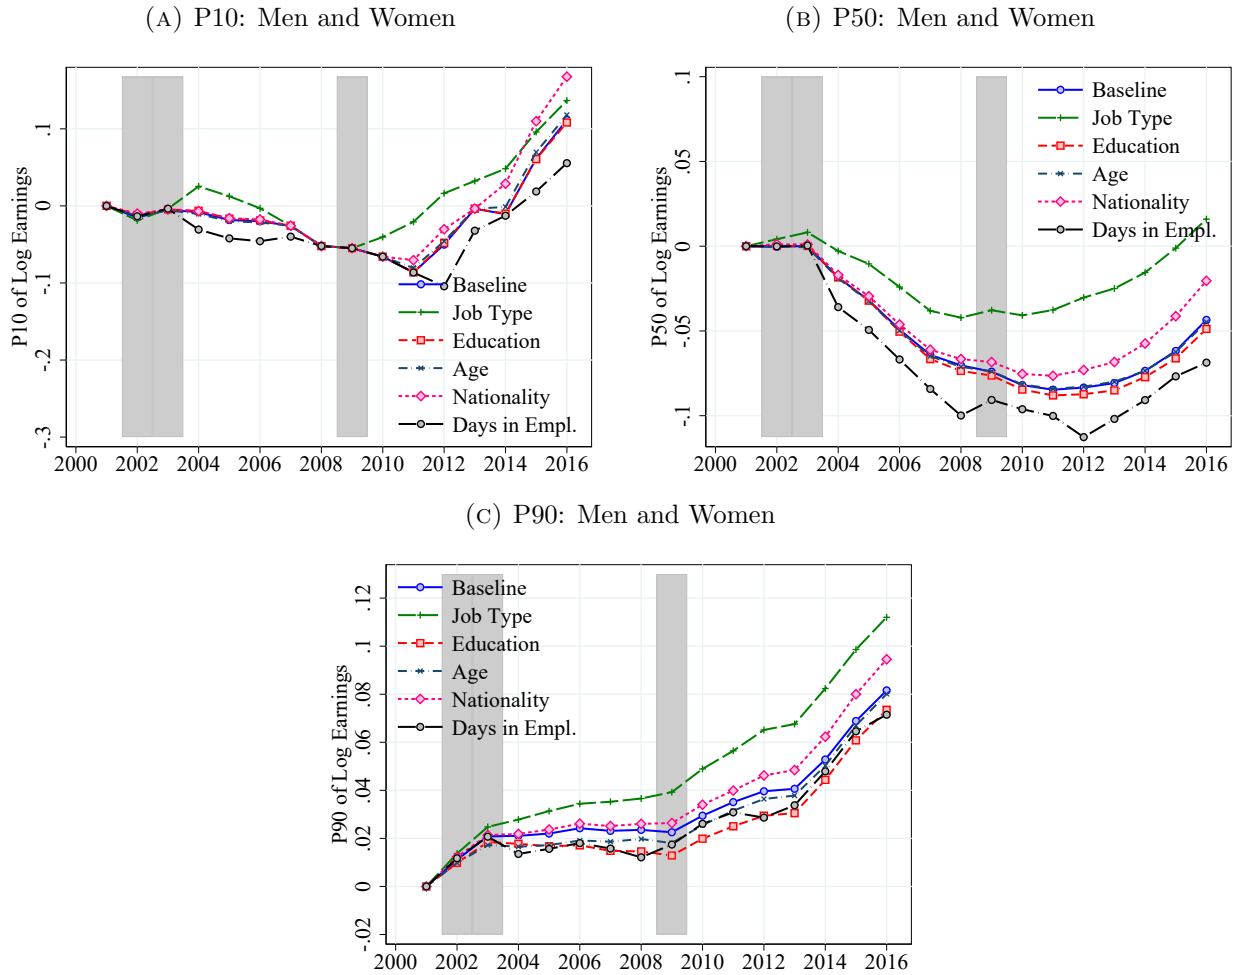 (A) P10: Men and Women
P10 of Log Earnings
.1
0
-.1
-.2
-.3
2000 2002 2004 2006 2008 2010 2012 2014 2016
Baseline
Job Type
Education
Age
Nationality
Days in Empl.
(B) P50: Men and Women
P50 of Log Earnings
.1
.05
0
-.05
-.1
2000 2002 2004 2006 2008 2010 2012 2014 2016
Baseline
Job Type
Education
Age
Nationality
Days in Empl.
(C) P90: Men and Women
P90 of Log Earnings
.12
.1
.08
.06
.04
.02
0
-.02
2000 2002 2004 2006 2008 2010 2012 2014 2016
Baseline
Job Type
Education
Age
Nationality
Days in Empl.